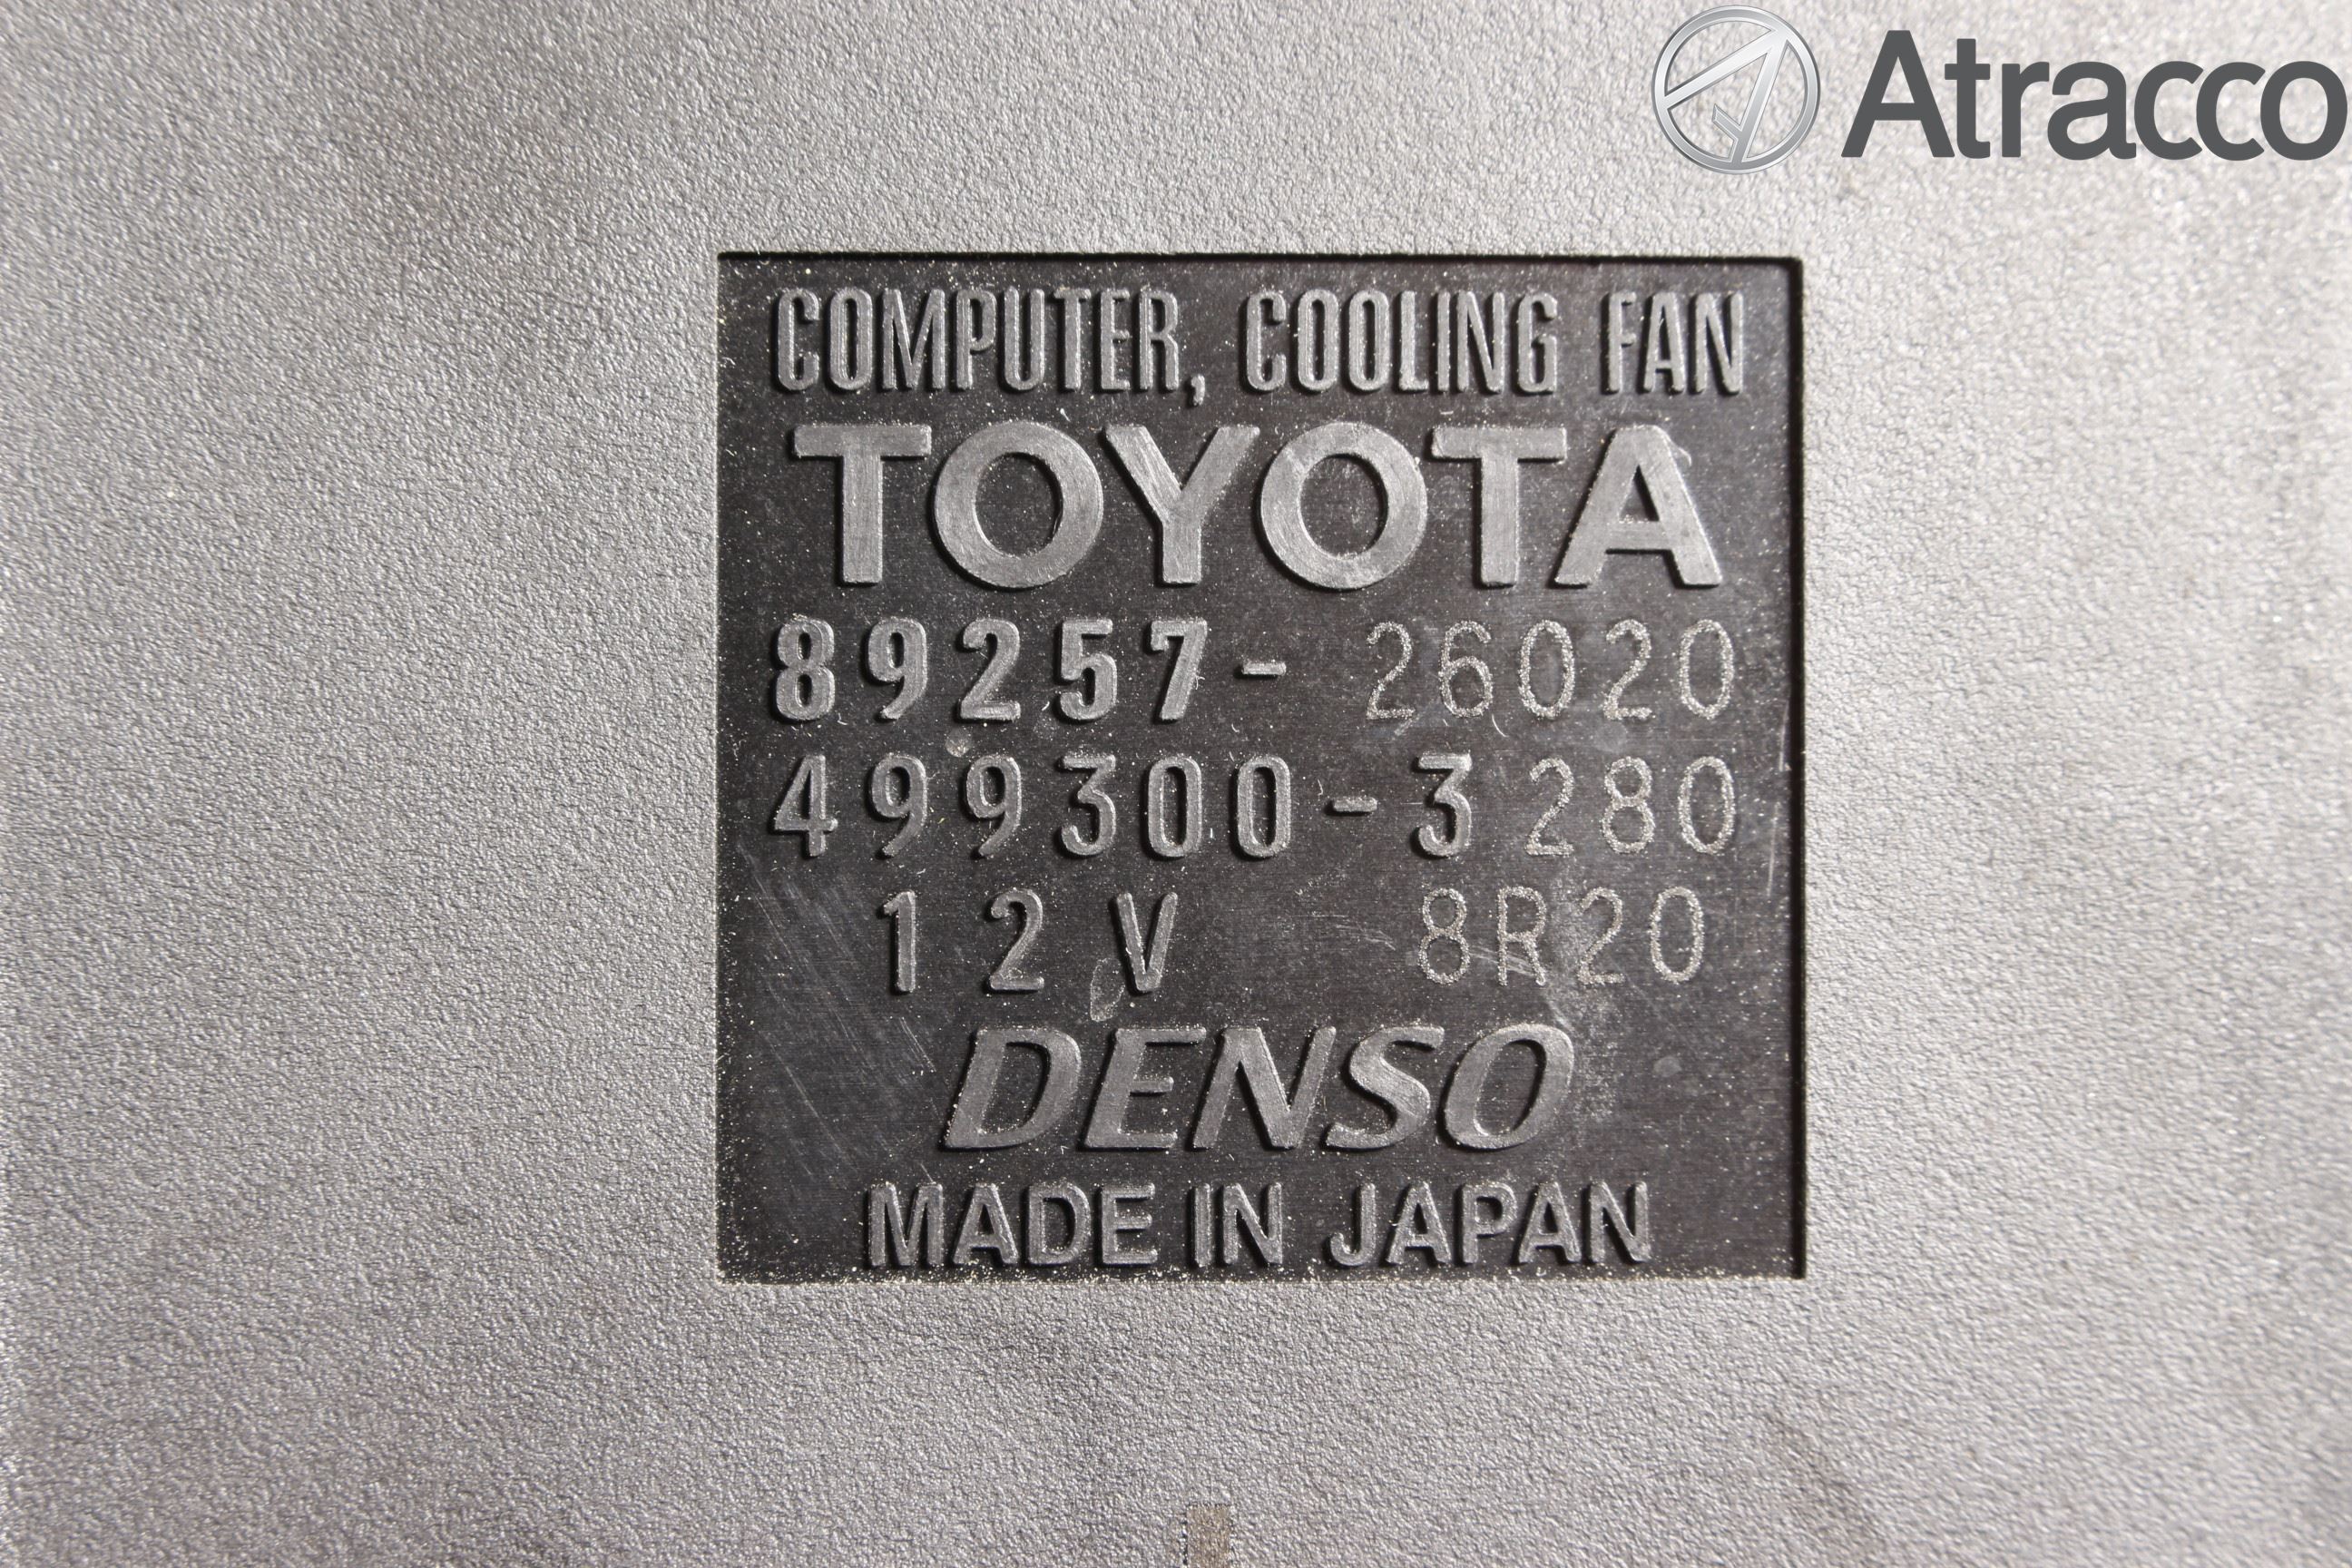 Atracco
COMPUTER, COOLING FAN
TOYOTA
89257-26020
499300-3280
12V 8R20
DENSO
MADE IN JAPAN